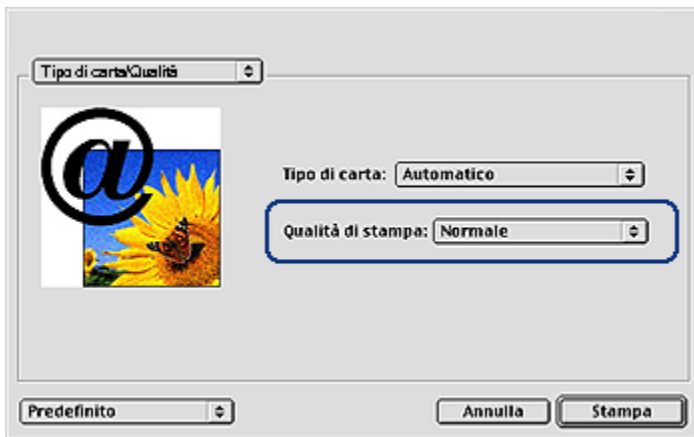 Tipo di carta/Qualità
@
Tipo di carta: Automatico
Qualità di stampa: Normale
Predefinito
Annulla
Stampa